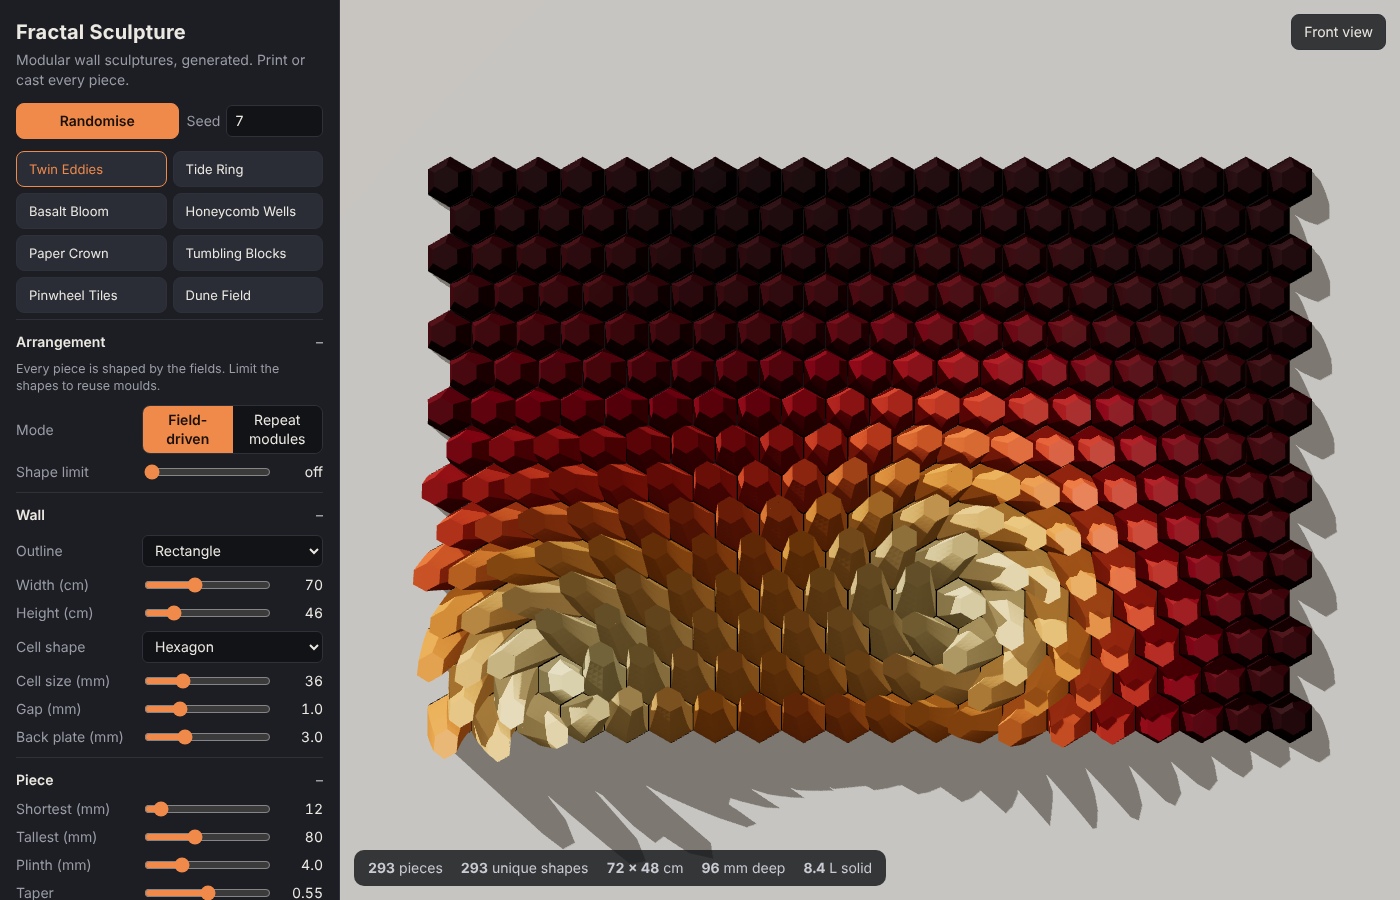 Fractal Sculpture
Modular wall sculptures, generated. Print or
cast every piece.
Randomise Seed 7
Twin Eddies Tide Ring
Basalt Bloom Honeycomb Wells
Paper Crown Tumbling Blocks
Pinwheel Tiles Dune Field
Arrangement –
Every piece is shaped by the fields. Limit the
shapes to reuse moulds.
Mode Field-driven Repeat modules
Shape limit off
Wall –
Outline Rectangle
Width (cm) 70
Height (cm) 46
Cell shape Hexagon
Cell size (mm) 36
Gap (mm) 1.0
Back plate (mm) 3.0
Piece –
Shortest (mm) 12
Tallest (mm) 80
Plinth (mm) 4.0
Taper 0.55
Front view
293 pieces 293 unique shapes 72 × 48 cm 96 mm deep 8.4 L solid